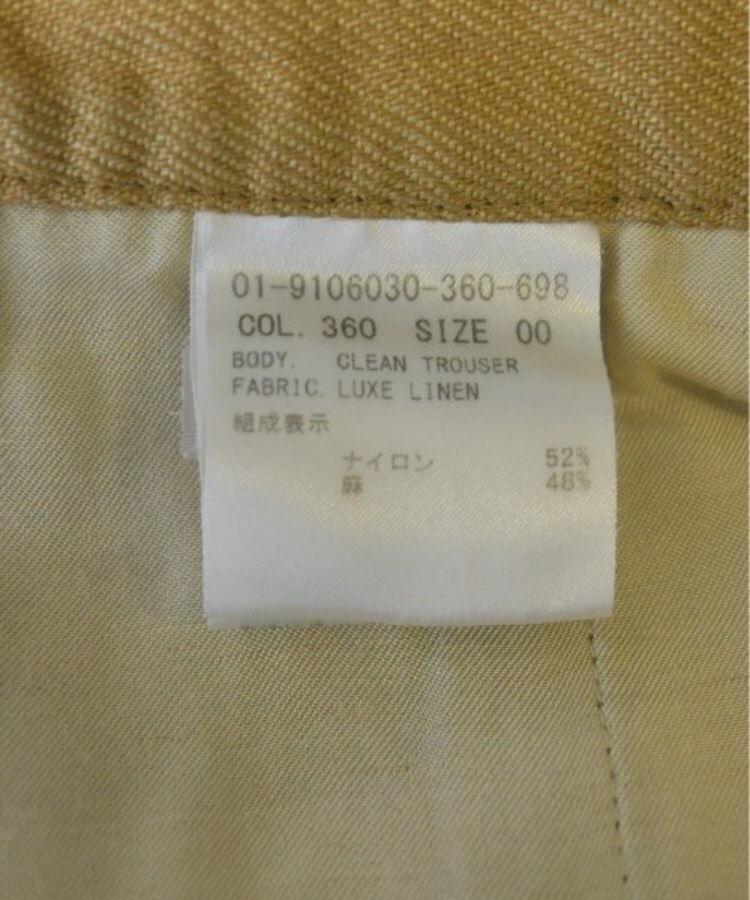 01-9106030-360-698
COL. 360 SIZE 00
BODY. CLEAN TROUSER
FABRIC. LUXE LINEN
組成表示
ナイロン 52%
麻 48%